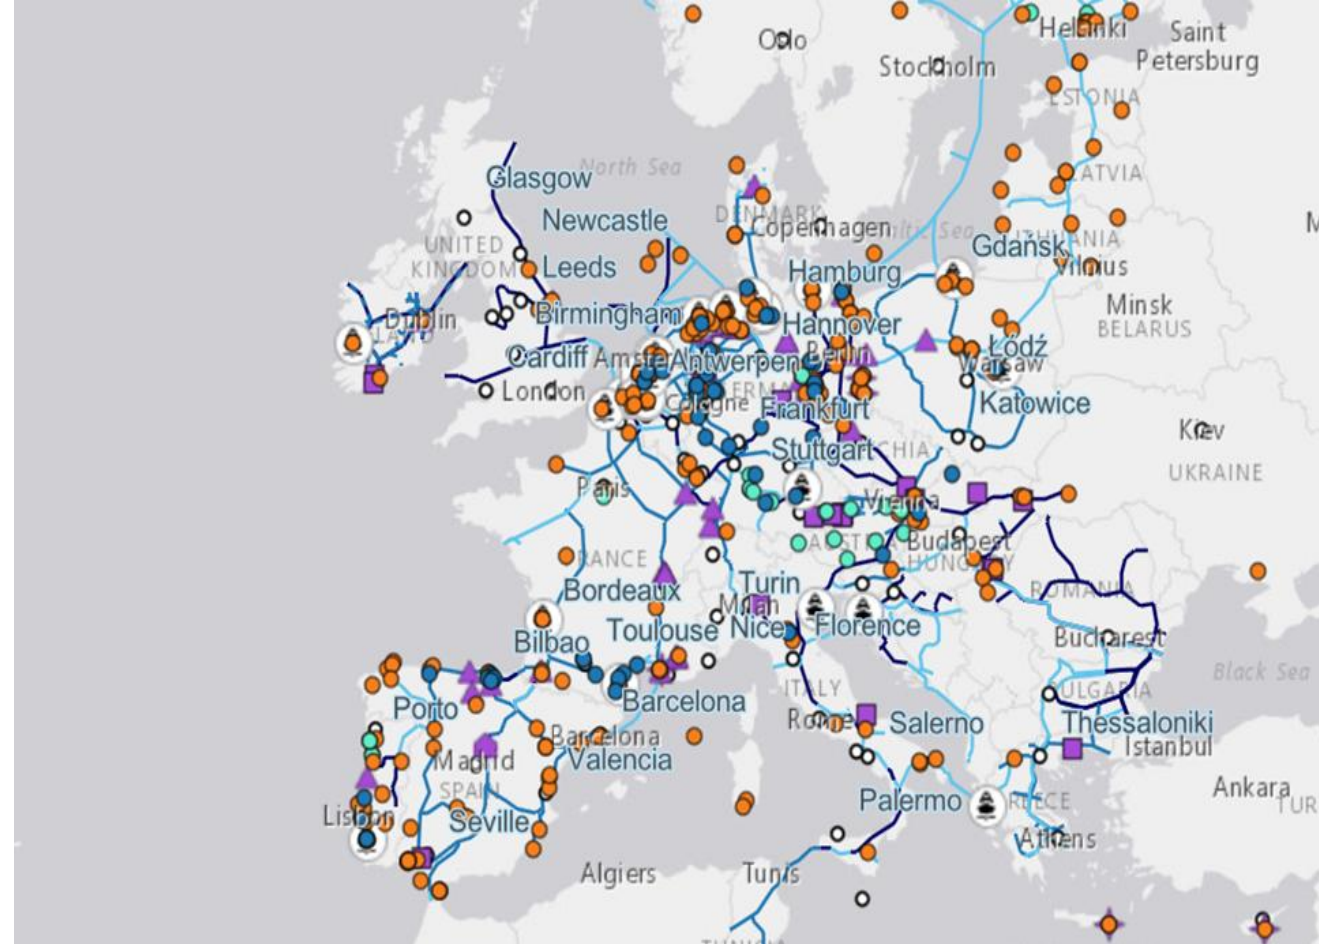 Oslo
Helsinki
Saint
Petersburg
Stockholm
ESTONIA
North Sea
Glasgow
LATVIA
DENMARK
Newcastle
Copenhagen
UNITED
KINGDOM
Gdańsk
Vilnius
Leeds
Hamburg
Minsk
BELARUS
Birmingham
Dublin
Hannover
Berlin
Łódź
Warsaw
Cardiff
Antwerpen
London
Cologne
Frankfurt
Katowice
Kiev
UKRAINE
Stuttgart
Paris
Vienna
AUSTRIA
Budapest
HUNGARY
Bordeaux
Turin
Milan
ROMANIA
Bilbao
Toulouse
Nice
Florence
Bucharest
Black Sea
ITALY
BULGARIA
Porto
Barcelona
Rome
Salerno
Thessaloniki
Istanbul
Barcelona
Valencia
Madrid
SPAIN
Ankara
TUR
Lisbon
Seville
Palermo
Athens
Algiers
Tunis